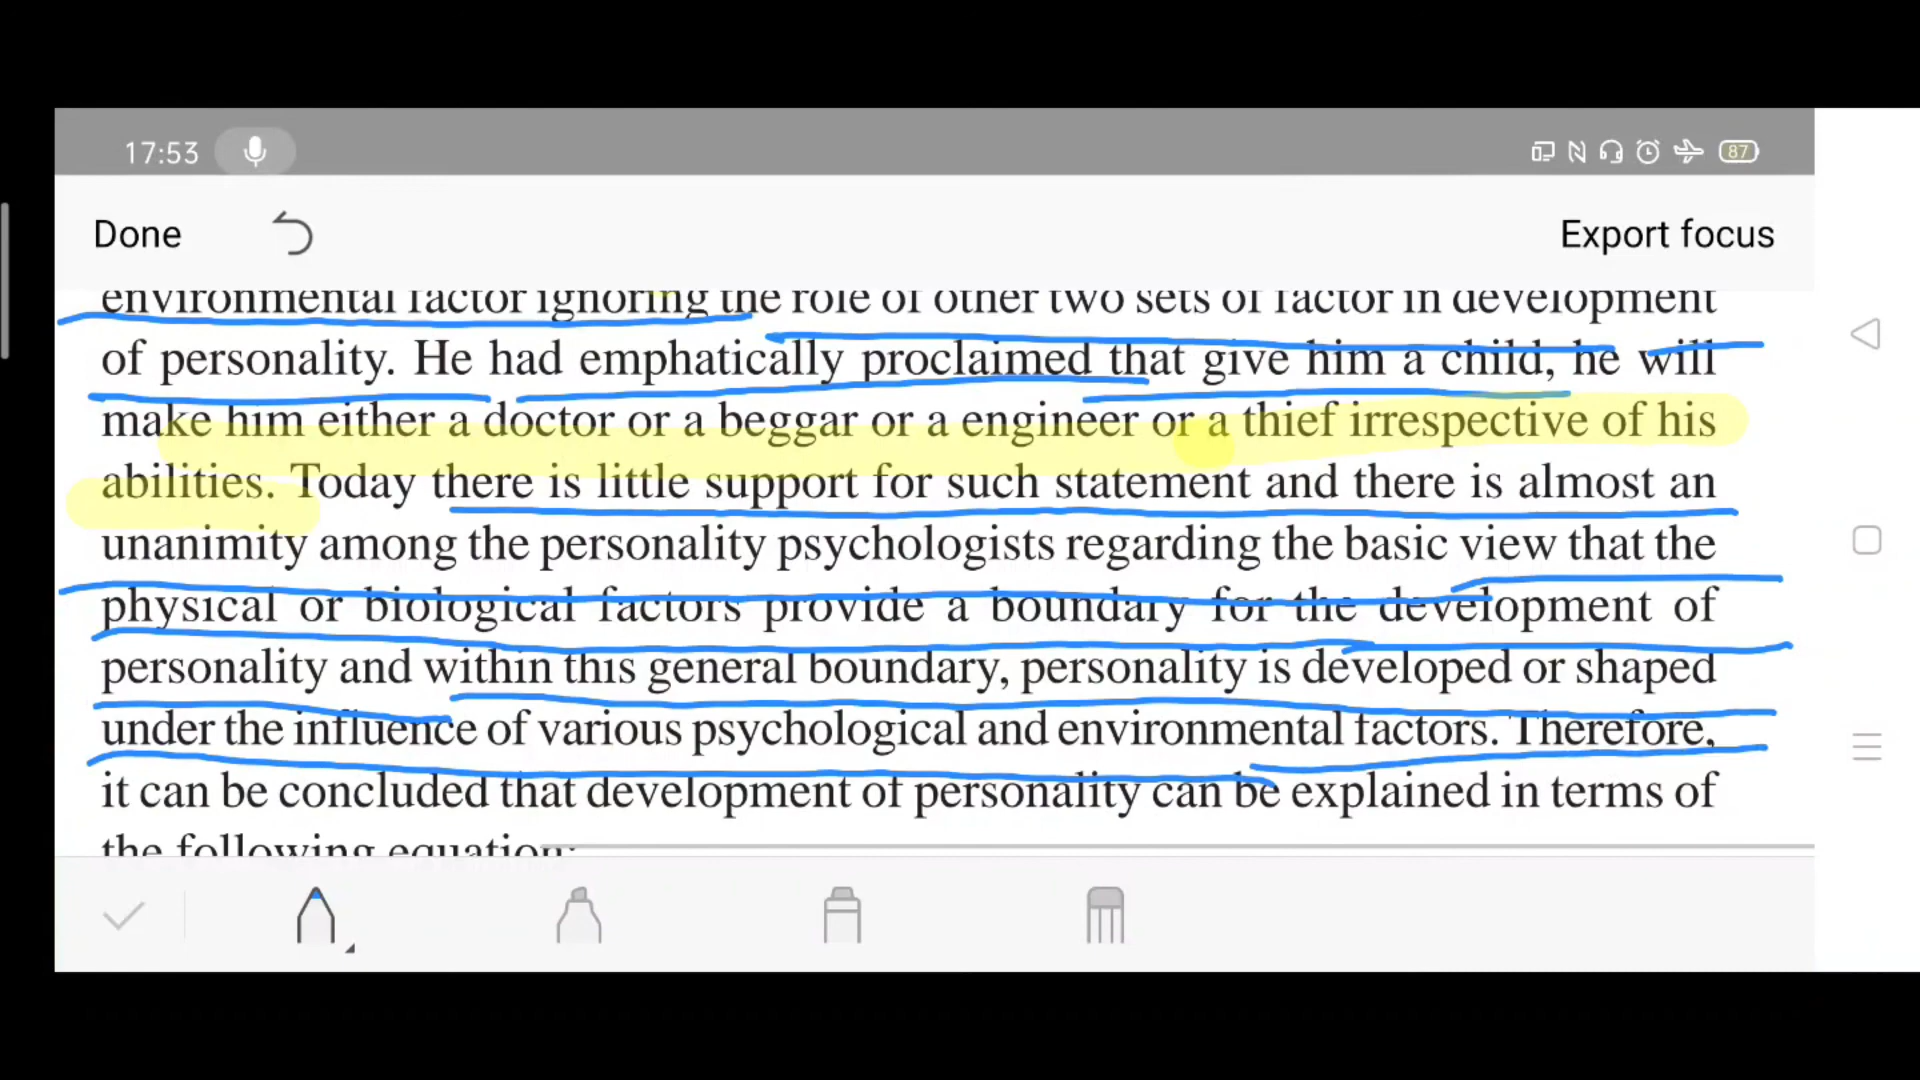 17:53
87
Done
Export focus
environmental factor ignoring the role of other two sets of factor in development
of personality. He had emphatically proclaimed that give him a child, he will
make him either a doctor or a beggar or a engineer or a thief irrespective of his
abilities. Today there is little support for such statement and there is almost an
unanimity among the personality psychologists regarding the basic view that the
physical or biological factors provide a boundary for the development of
personality and within this general boundary, personality is developed or shaped
under the influence of various psychological and environmental factors. Therefore,
it can be concluded that development of personality can be explained in terms of
the following equation: